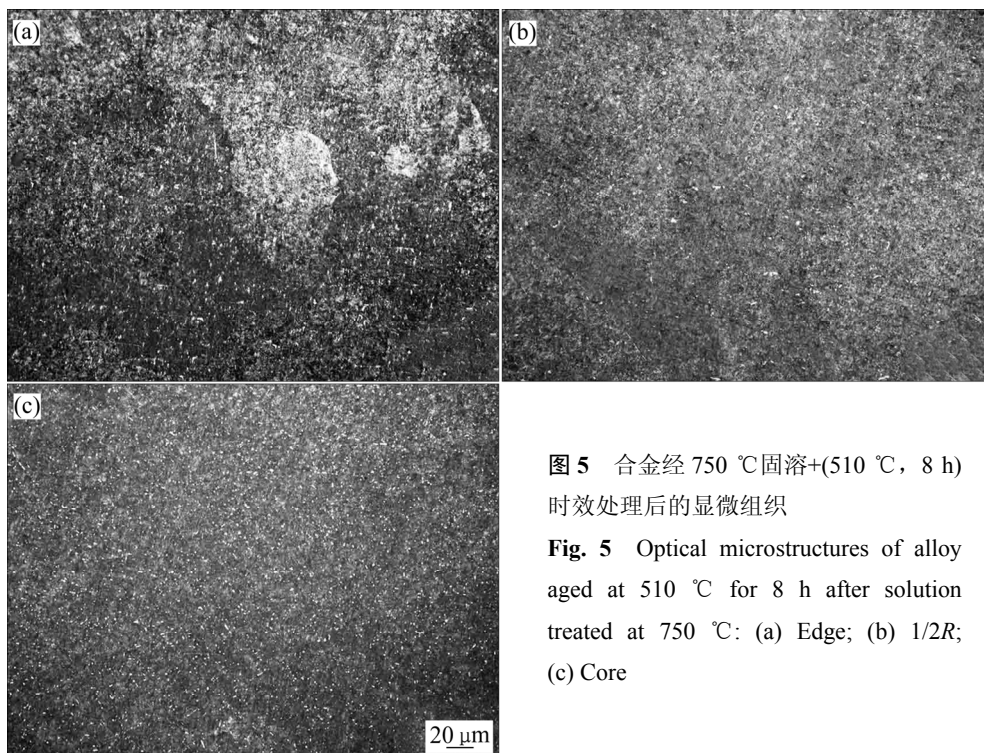 (a)
(b)
(c)
20 μm
图 5 合金经 750 ℃固溶+(510 ℃，8 h)
时效处理后的显微组织
Fig. 5 Optical microstructures of alloy
aged at 510 ℃ for 8 h after solution
treated at 750 ℃: (a) Edge; (b) 1/2R;
(c) Core